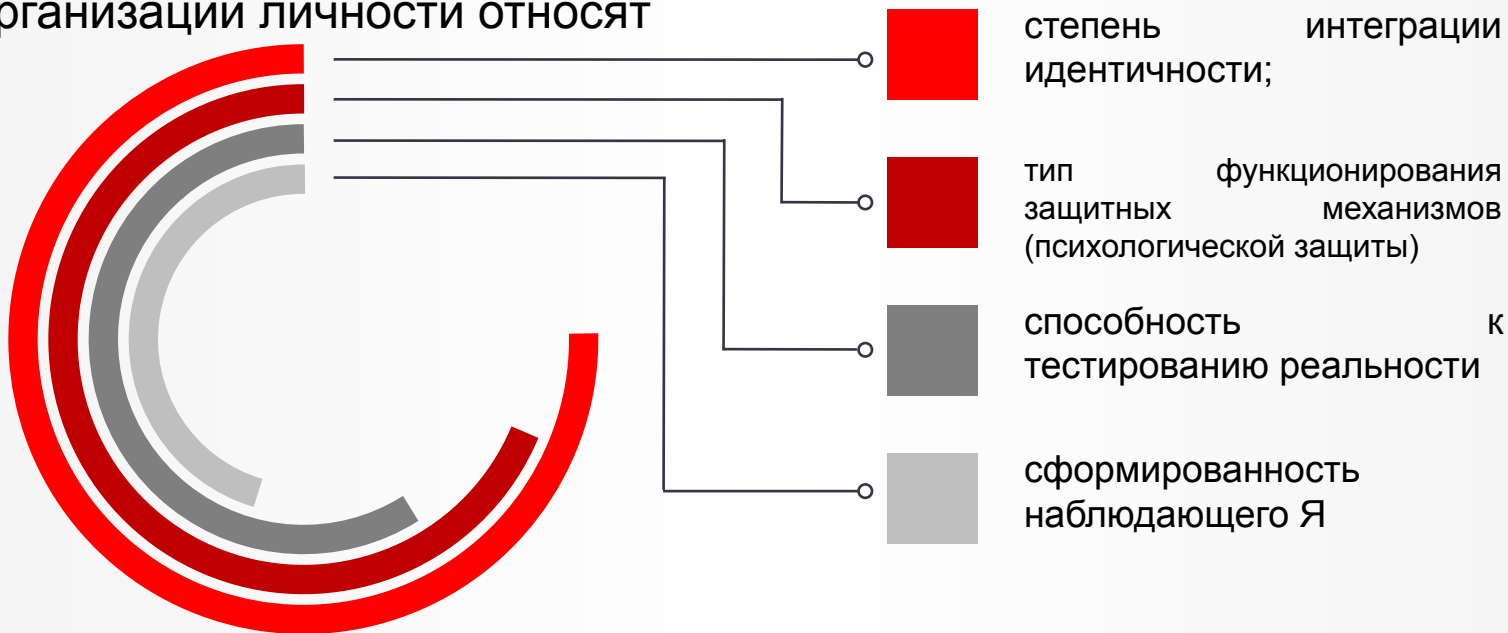 рганизации личности относят
степень интеграции
идентичности;
тип функционирования
защитных механизмов
(психологической защиты)
способность к
тестированию реальности
сформированность
наблюдающего Я